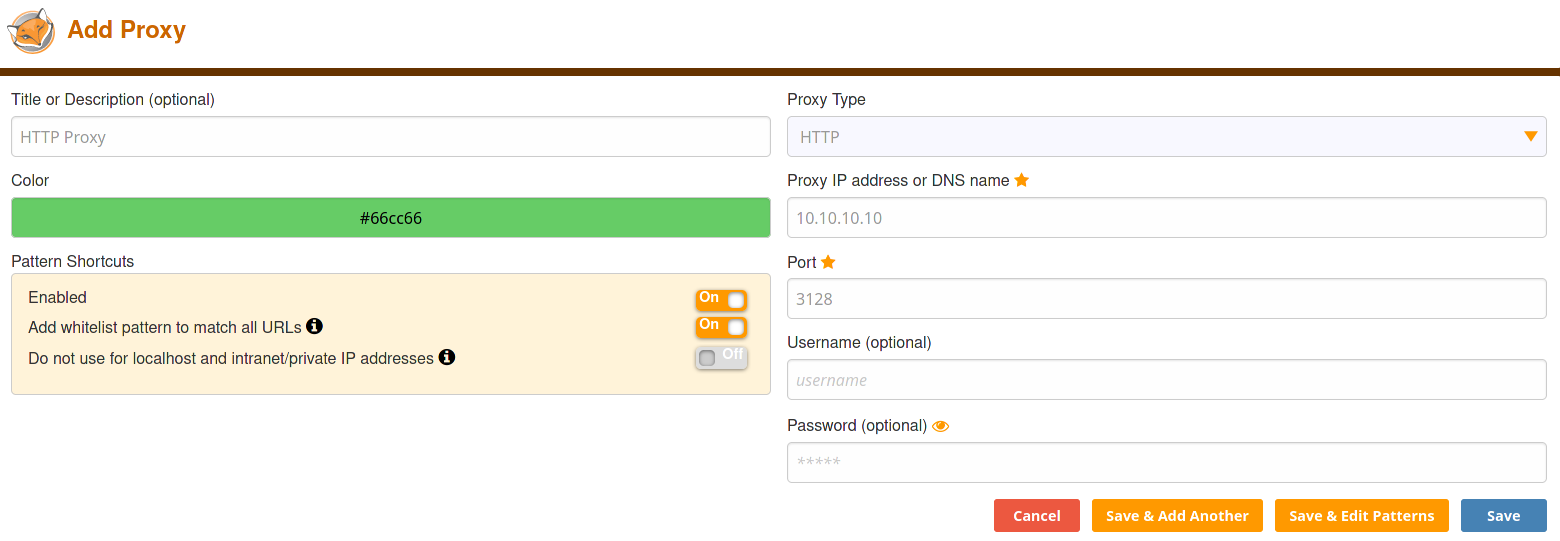 Add Proxy
Title or Description (optional)
HTTP Proxy
Color
#66cc66
Pattern Shortcuts
Enabled
On
Add whitelist pattern to match all URLs
On
Do not use for localhost and intranet/private IP addresses
Off
Proxy Type
HTTP
Proxy IP address or DNS name
10.10.10.10
Port
3128
Username (optional)
username
Password (optional)
*****
Cancel
Save & Add Another
Save & Edit Patterns
Save